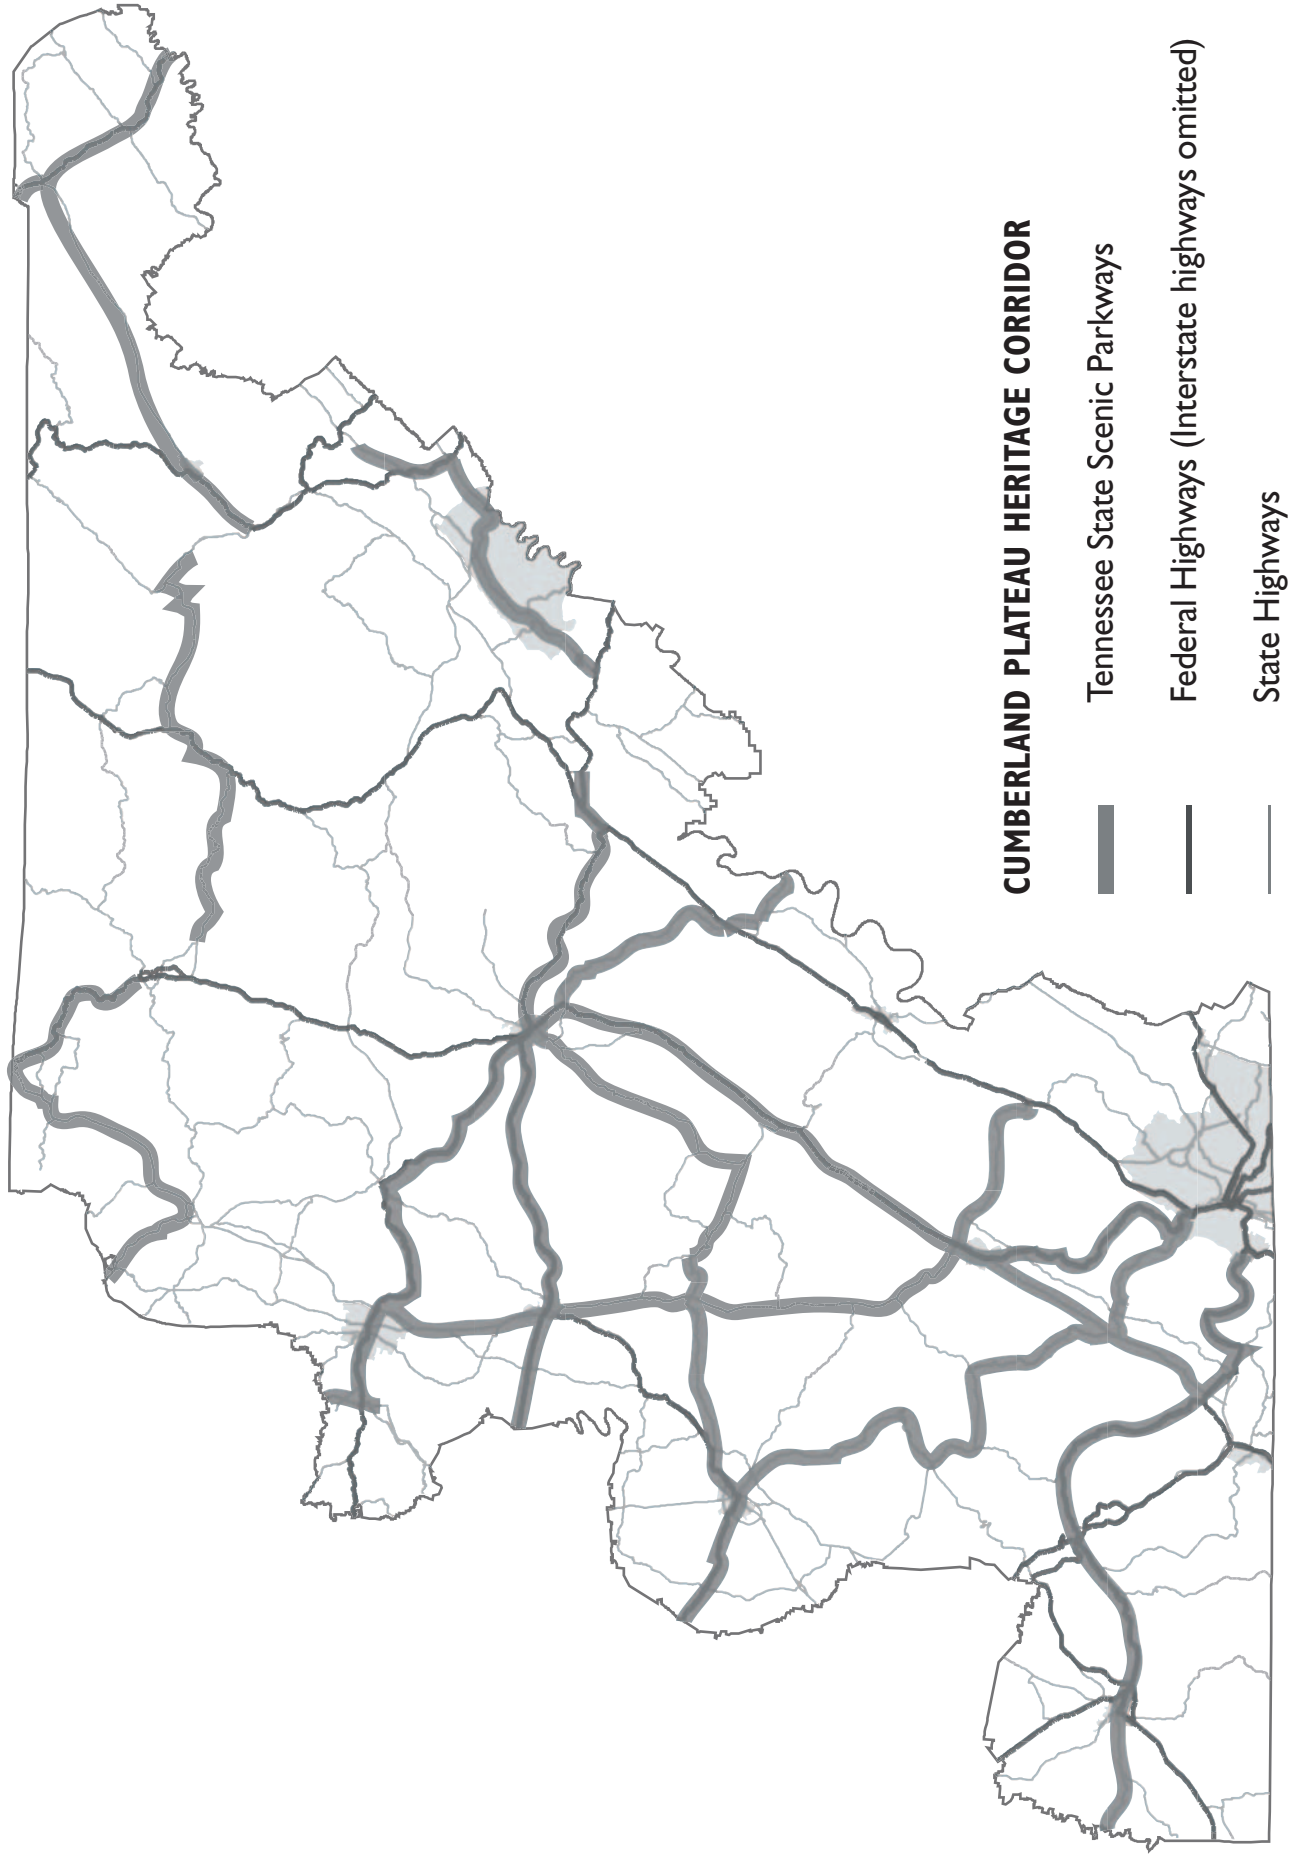 CUMBERLAND PLATEAU HERITAGE CORRIDOR
Tennessee State Scenic Parkways
Federal Highways (Interstate highways omitted)
State Highways